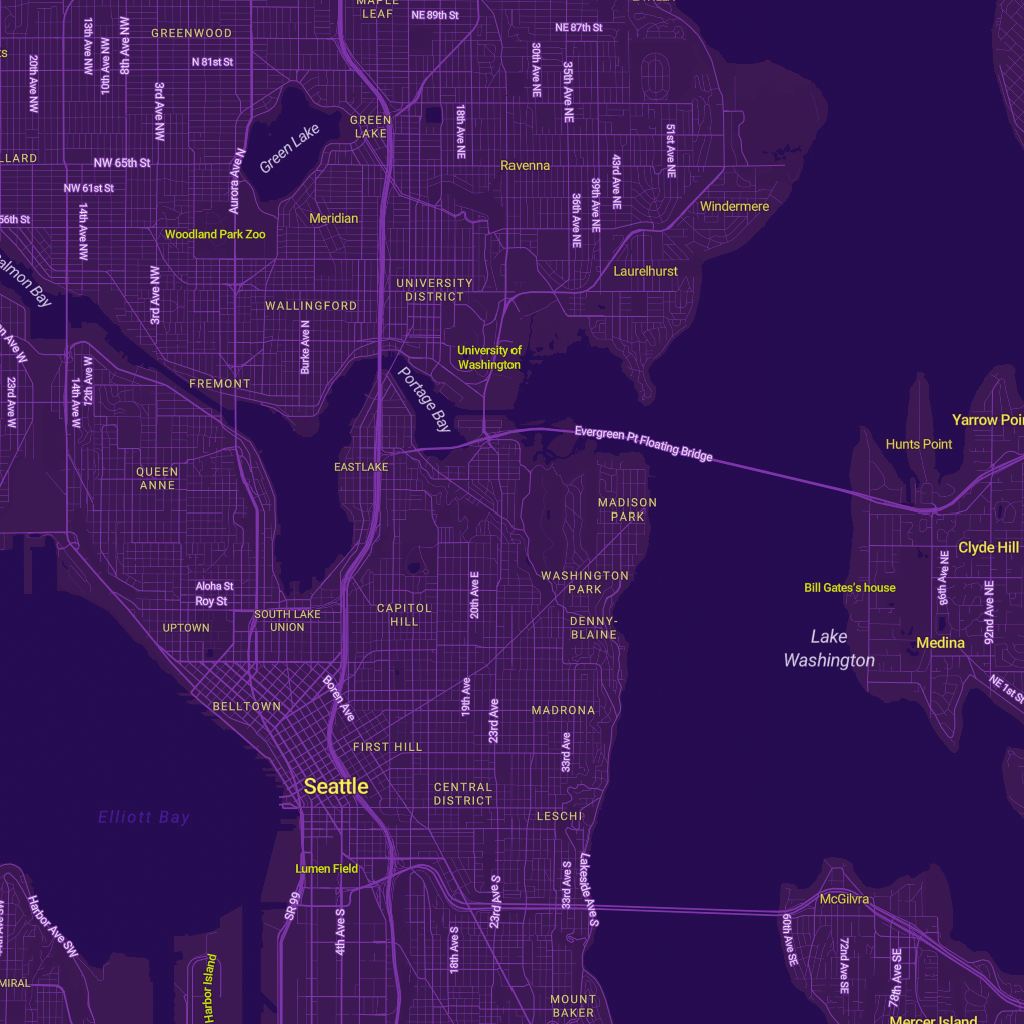 MAPLE
LEAF
NE 89th St
NE 87th St
13th Ave NW
8th Ave NW
GREENWOOD
10th Ave NW
20th Ave NW
N 81st St
30th Ave NE
35th Ave NE
3rd Ave NW
GREEN
LAKE
18th Ave NE
Green Lake
51st Ave NE
NW 65th St
Ravenna
43rd Ave NE
Aurora Ave N
NW 61st St
39th Ave NE
36th Ave NE
14th Ave NW
Windermere
Meridian
Woodland Park Zoo
56th St
Laurelhurst
UNIVERSITY
DISTRICT
3rd Ave NW
WALLINGFORD
Burke Ave N
University of
Washington
12th Ave W
14th Ave W
23rd Ave W
FREMONT
Portage Bay
Evergreen Pt Floating Bridge
Hunts Point
EASTLAKE
QUEEN
ANNE
MADISON
PARK
Clyde Hill
WASHINGTON
PARK
86th Ave NE
92nd Ave NE
Bill Gates's house
Aloha St
Roy St
20th Ave E
CAPITOL
HILL
SOUTH LAKE
UNION
UPTOWN
DENNY-
BLAINE
Lake
Washington
Medina
NE 1st St
Boren Ave
19th Ave
23rd Ave
BELLTOWN
MADRONA
33rd Ave
FIRST HILL
Seattle
CENTRAL
DISTRICT
Elliott Bay
LESCHI
Lumen Field
33rd Ave S
Lakeside Ave S
23rd Ave S
SR 99
4th Ave S
18th Ave S
McGilvra
60th Ave SE
72nd Ave SE
78th Ave SE
Harbor Ave SW
Harbor Island
MOUNT
BAKER
Mercer Island